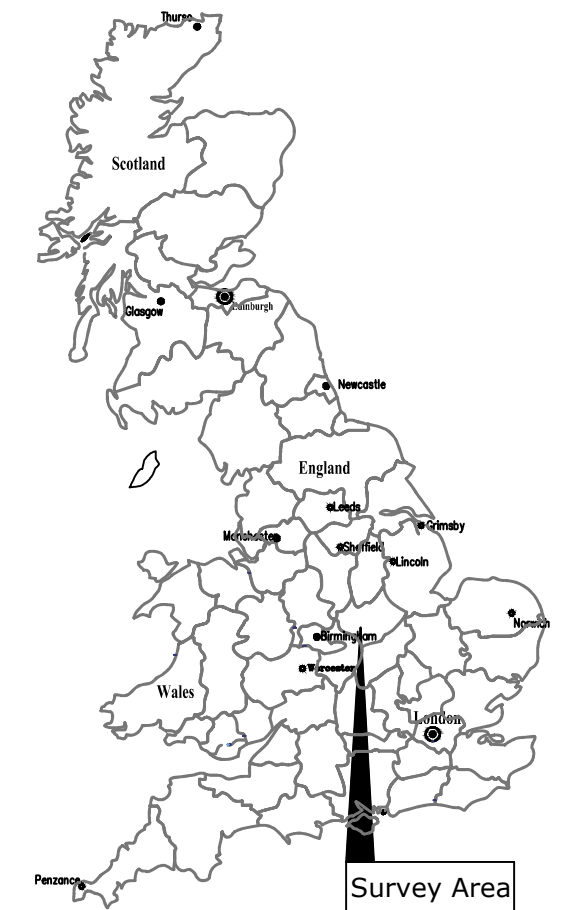 Thurso
Scotland
Edinburgh
Glasgow
Newcastle
England
Leeds
Grimsby
Manchester
Sheffield
Lincoln
Norwich
Birmingham
Worcester
Wales
London
Penzance
Survey Area